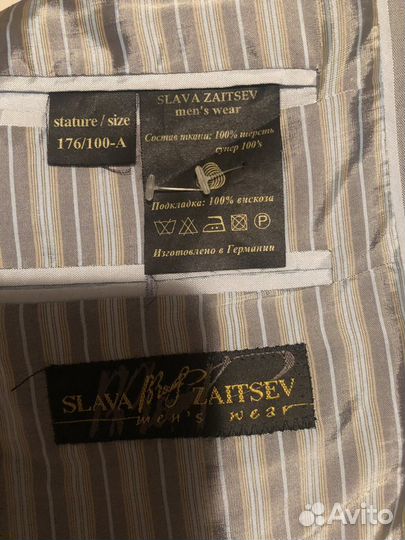 stature / size
176/100-A
SLAVA ZAITSEV
men's wear
Состав ткани: 100% шерсть
супер 100's
Подкладка: 100% вискоза
P
Изготовлено в Германии
SLAVA ZAITSEV
men's wear
Avito